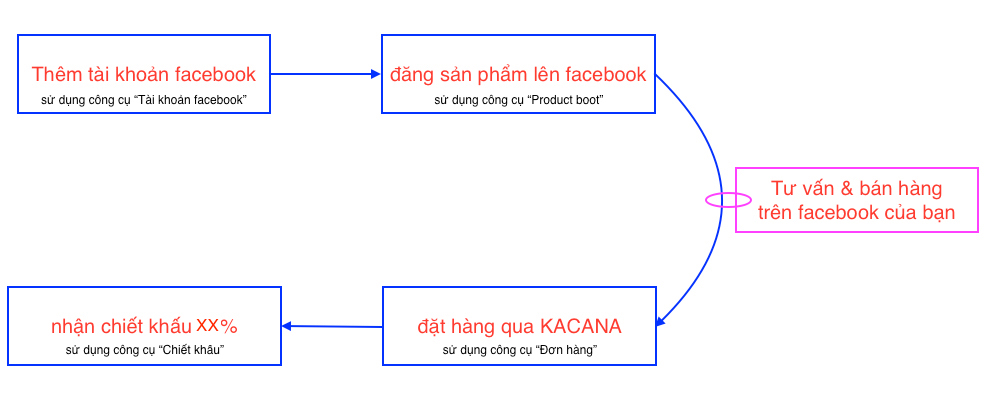 Thêm tài khoản facebook
sử dụng công cụ “Tài khoản facebook”
đăng sản phẩm lên facebook
sử dụng công cụ “Product boot”
Tư vấn & bán hàng
trên facebook của bạn
nhận chiết khấu XX%
sử dụng công cụ “Chiết khấu”
đặt hàng qua KACANA
sử dụng công cụ “Đơn hàng”